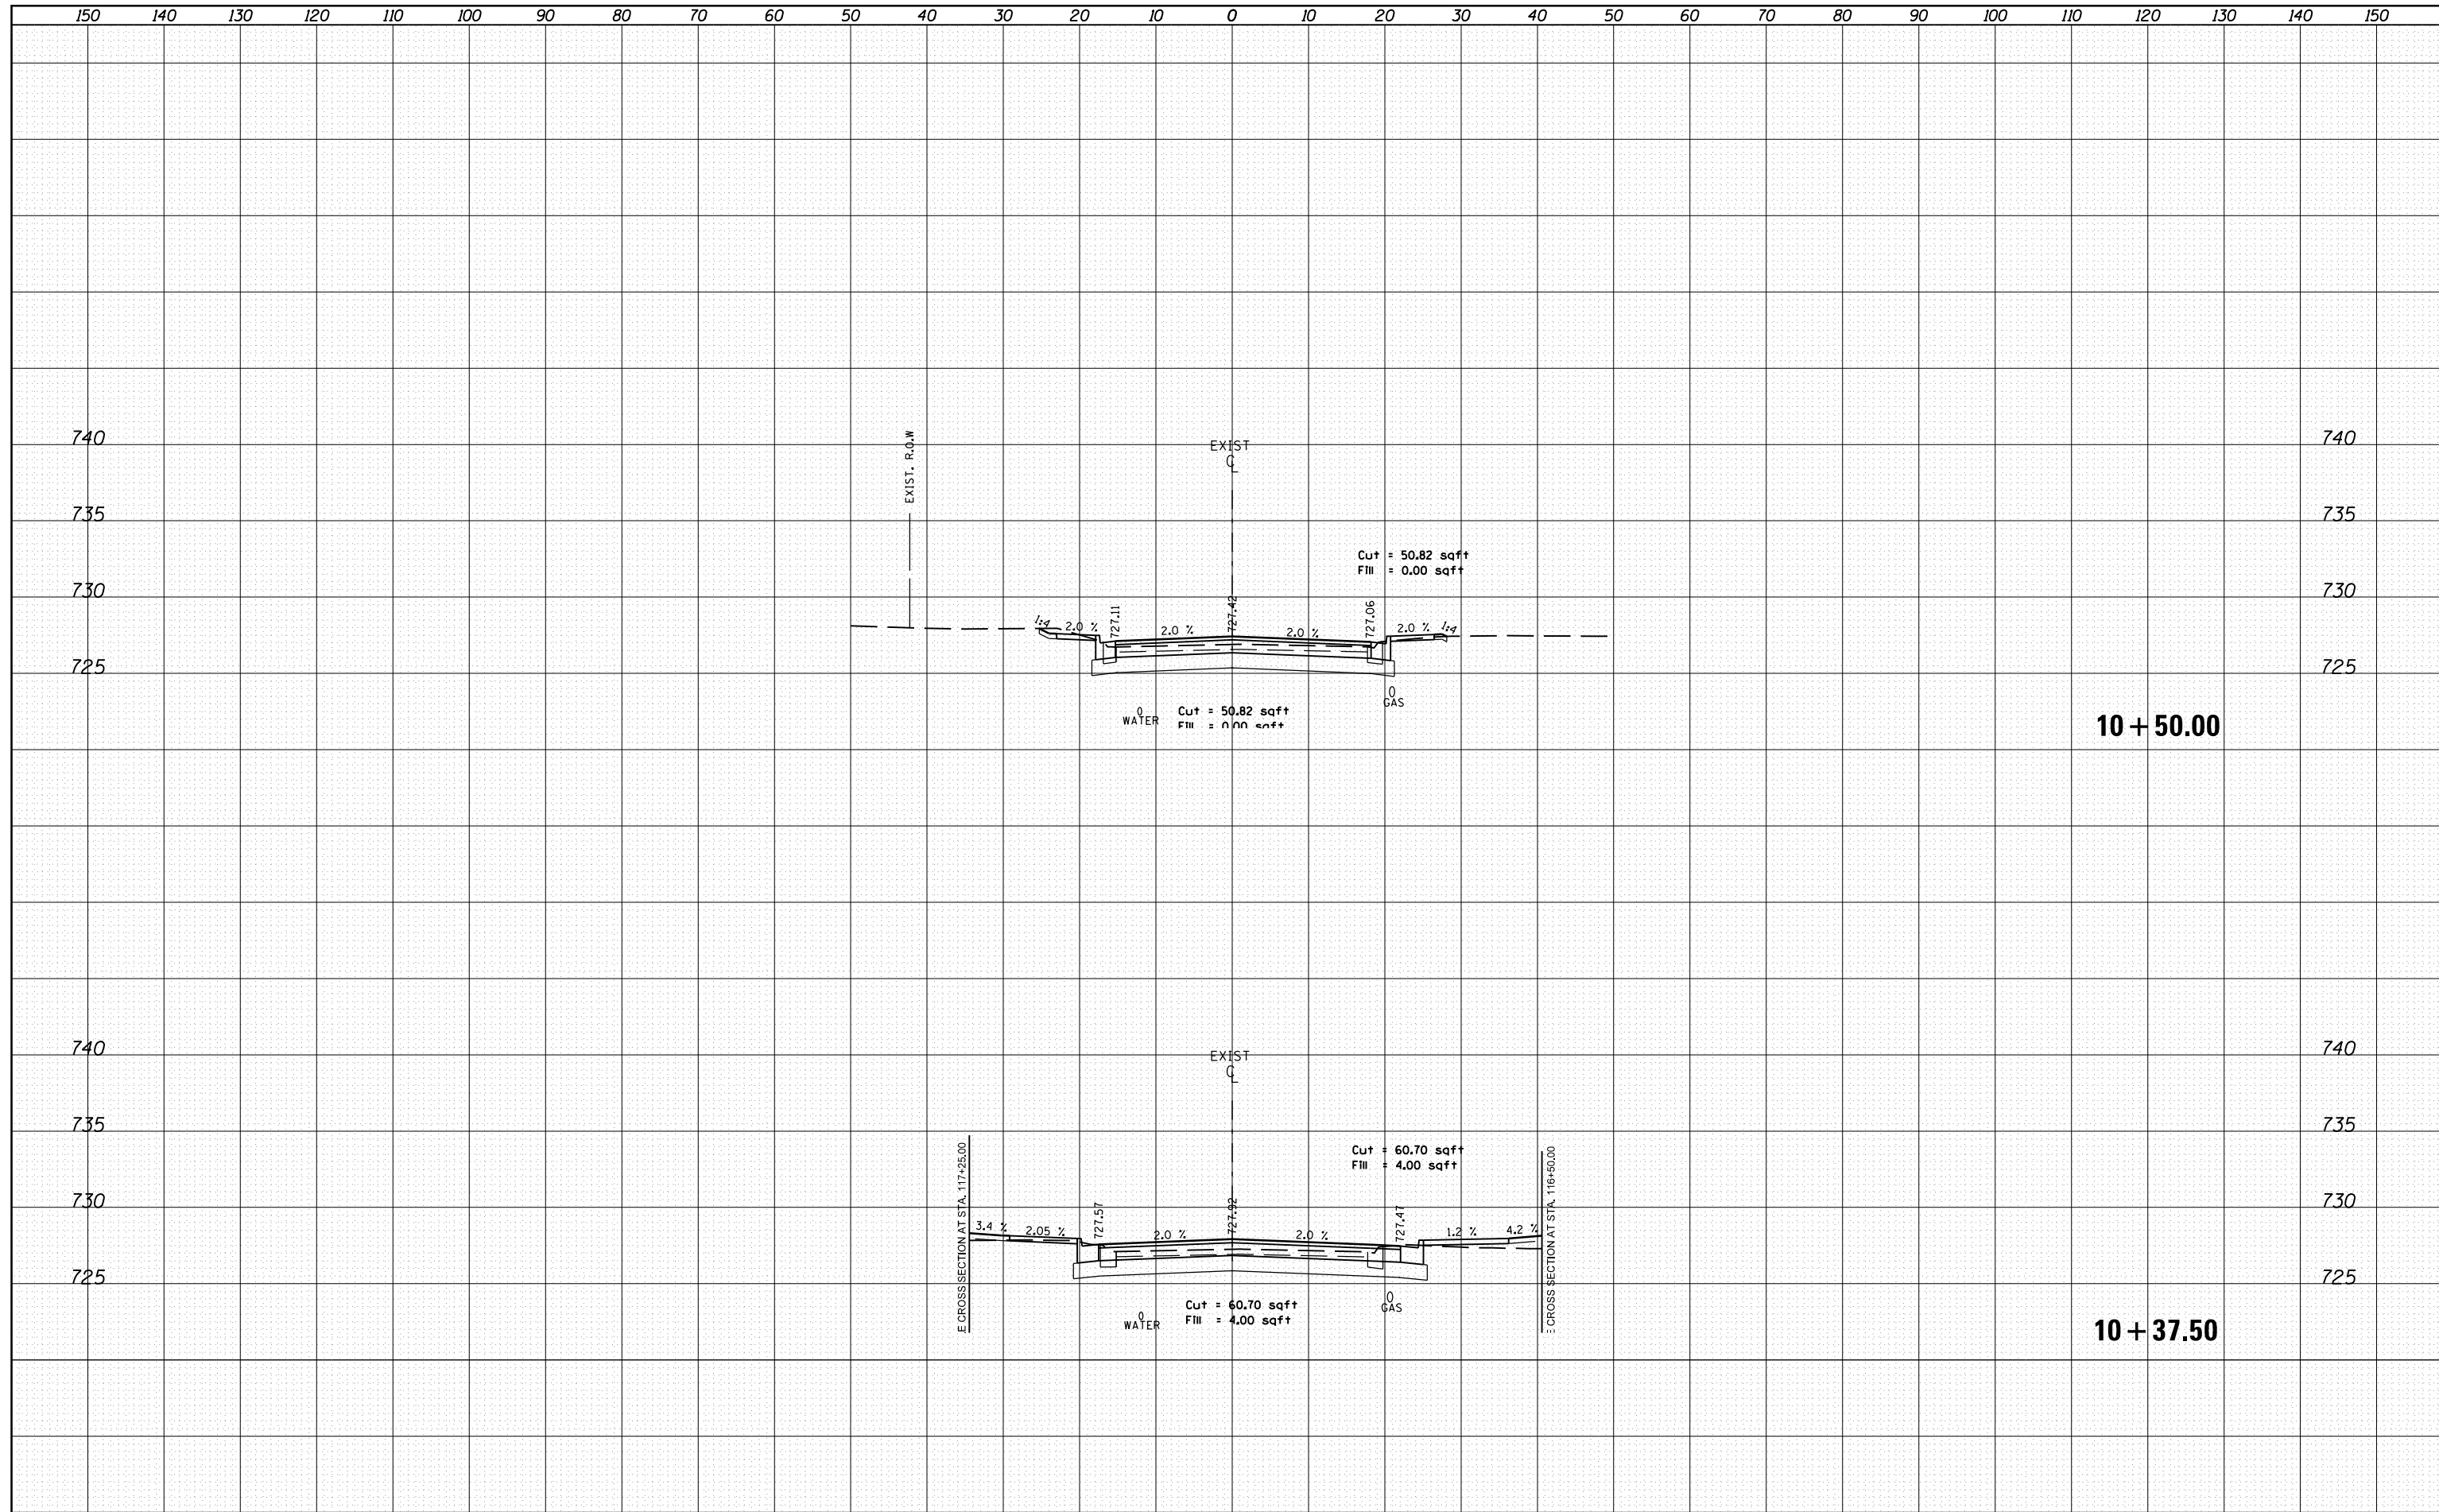 150 140 130 120 110 100 90 80 70 60 50 40 30 20 10 0 10 20 30 40 50 60 70 80 90 100 110 120 130 140 150
740 740
EXIST. R.O.W
EXIST
CL
735 735
Cut = 50.82 sqft
Fill = 0.00 sqft
730 730
1:4 2.0 % 727.11 2.0 % 727.42 2.0 % 727.06 2.0 % 1:4
725 725
0 GAS
0 WATER
Cut = 50.82 sqft
Fill = 0.00 sqft
10+50.00
740 740
EXIST
CL
735 735
Cut = 60.70 sqft
Fill = 4.00 sqft
E CROSS SECTION AT STA. 117+25.00
E CROSS SECTION AT STA. 116+50.00
730 730
3.4 % 2.05 % 727.57 2.0 % 727.92 2.0 % 727.47 1.2 % 4.2 %
725 725
0 GAS
0 WATER
Cut = 60.70 sqft
Fill = 4.00 sqft
10+37.50